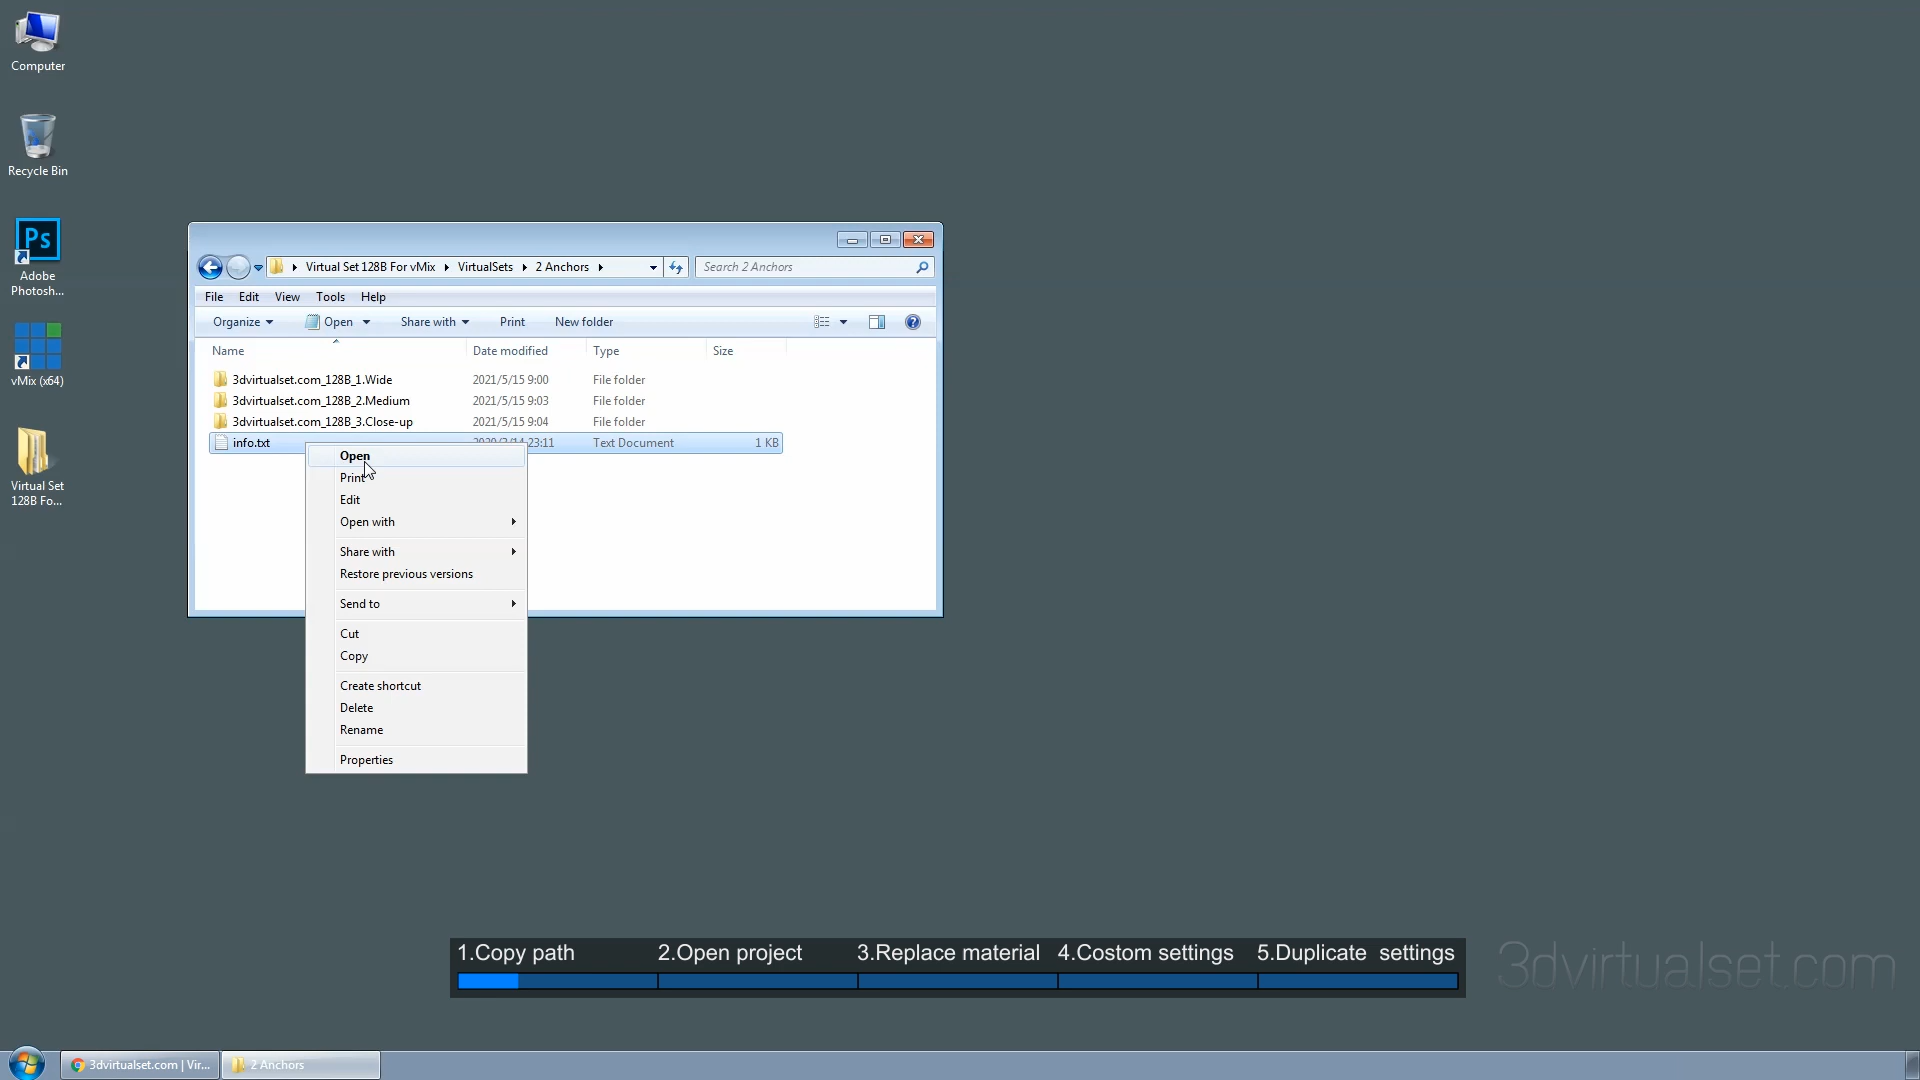 Computer
Recycle Bin
Ps
Adobe
Photosh...
vMix (x64)
Virtual Set
128B Fo...
Virtual Set 128B For vMix VirtualSets 2 Anchors
Search 2 Anchors
File Edit View Tools Help
Organize Open Share with Print New folder
Name Date modified Type Size
3dvirtualset.com_128B_1.Wide 2021/5/15 9:00 File folder
3dvirtualset.com_128B_2.Medium 2021/5/15 9:03 File folder
3dvirtualset.com_128B_3.Close-up 2021/5/15 9:04 File folder
info.txt 23:11 Text Document 1 KB
Open
Print
Edit
Open with
Share with
Restore previous versions
Send to
Cut
Copy
Create shortcut
Delete
Rename
Properties
1.Copy path 2.Open project 3.Replace material 4.Costom settings 5.Duplicate settings
3dvirtualset.com
3dvirtualset.com | Vir...
2 Anchors